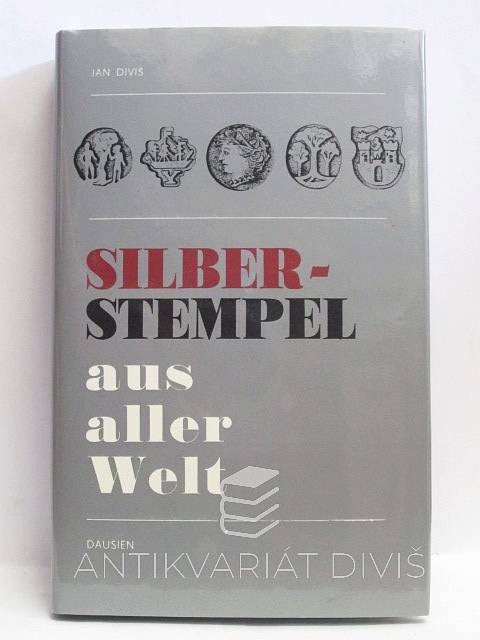 JAN DIVIŠ
SILBER-
STEMPEL
aus
aller
Welt
DAUSIEN
ANTIKVARIÁT DIVIŠ